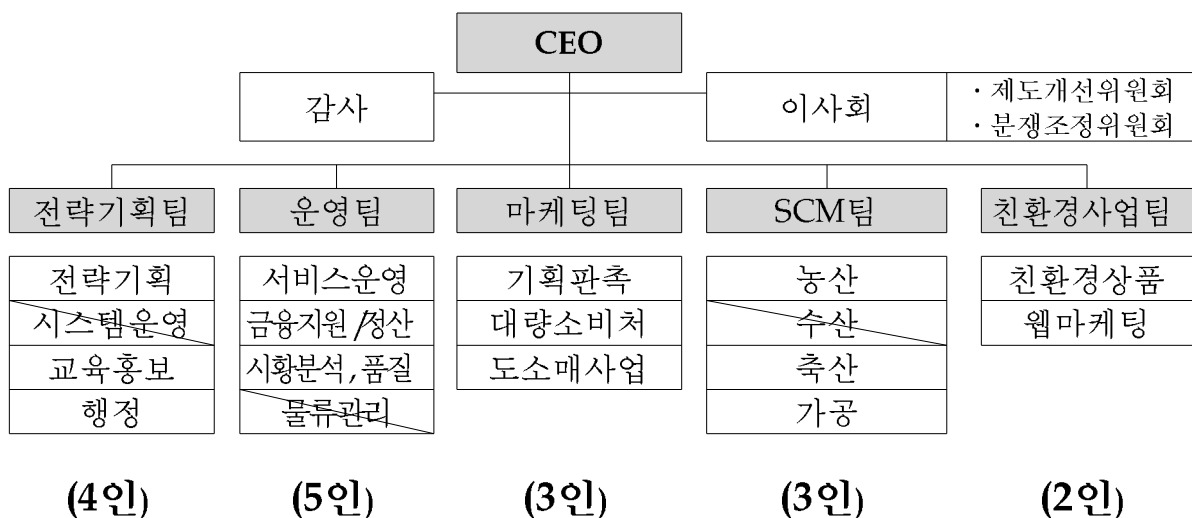 CEO
감사
이사회
· 제도개선위원회
· 분쟁조정위원회
전략기획팀
운영팀
마케팅팀
SCM팀
친환경사업팀
전략기획
시스템운영
교육홍보
행정
서비스운영
금융지원/정산
시황분석,품질
물류관리
기획판촉
대량소비처
도소매사업
농산
수산
축산
가공
친환경상품
웹마케팅
(4인)
(5인)
(3인)
(3인)
(2인)